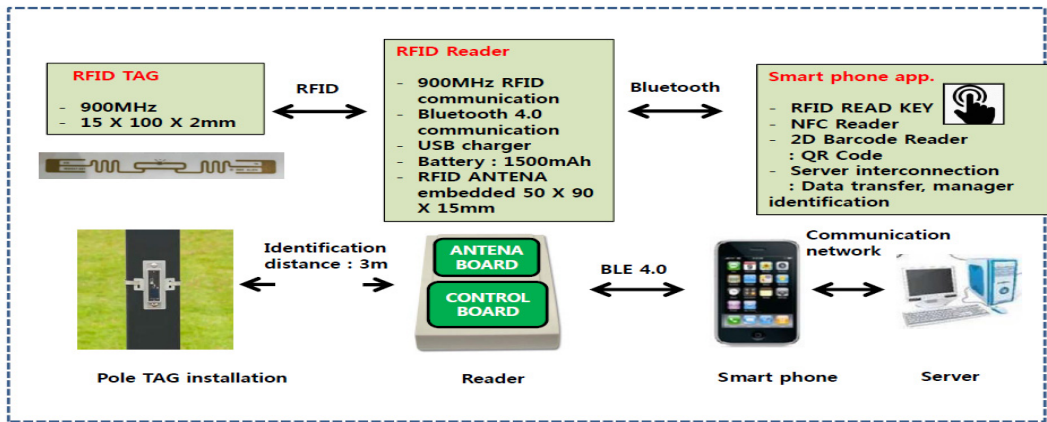 RFID TAG
- 900MHz
- 15 X 100 X 2mm
RFID
RFID Reader
- 900MHz RFID
communication
- Bluetooth 4.0
communication
- USB charger
- Battery : 1500mAh
- RFID ANTENA
embedded 50 X 90
X 15mm
Bluetooth
Smart phone app.
- RFID READ KEY
- NFC Reader
- 2D Barcode Reader
: QR Code
- Server interconnection
: Data transfer, manager
identification
Identification
distance : 3m
ANTENA
BOARD
CONTROL
BOARD
BLE 4.0
Communication
network
Pole TAG installation
Reader
Smart phone
Server